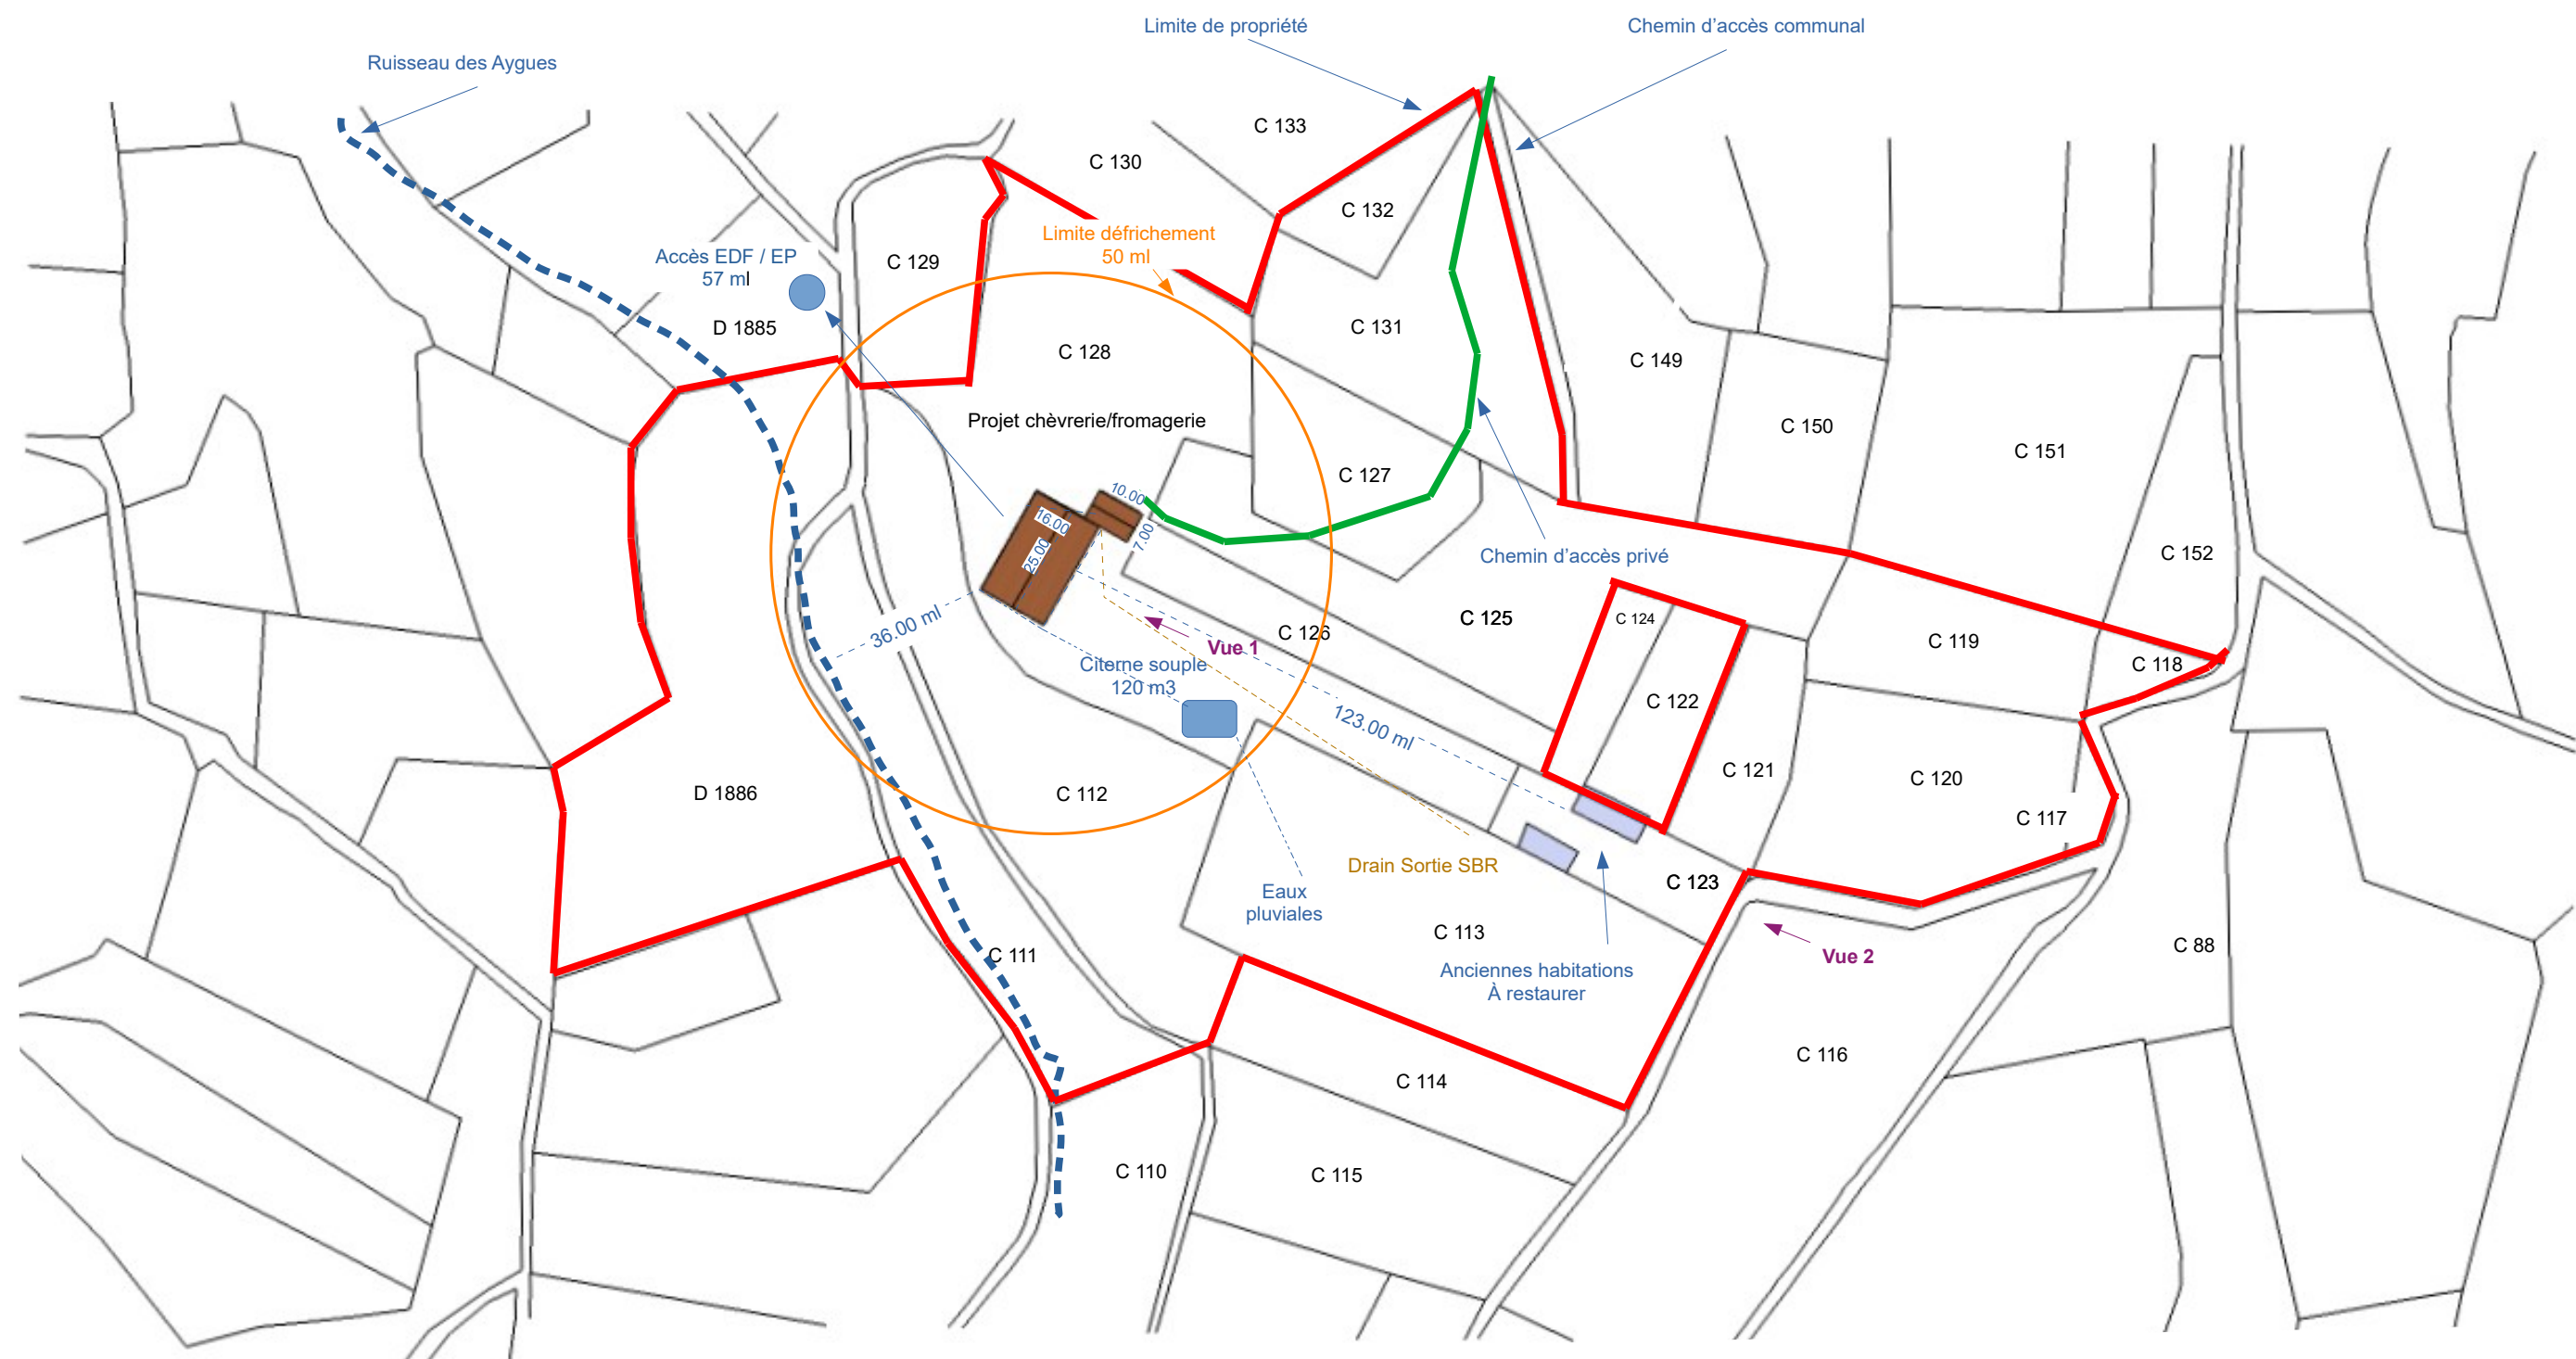 Limite de propriété
Chemin d’accès communal
Ruisseau des Aygues
C 133
C 130
C 132
Limite défrichement
50 ml
Accès EDF / EP
57 ml
C 129
D 1885
C 131
C 128
C 149
Projet chèvrerie/fromagerie
C 150
C 151
C 127
10.00
16.00
7.00
25.00
Chemin d’accès privé
C 152
36.00 ml
C 126
C 125
C 124
C 119
Vue 1
Citerne souple
120 m3
C 118
C 122
123.00 ml
C 121
C 120
D 1886
C 112
C 117
Drain Sortie SBR
C 123
Eaux
pluviales
C 113
C 111
Vue 2
C 88
Anciennes habitations
À restaurer
C 116
C 114
C 110
C 115